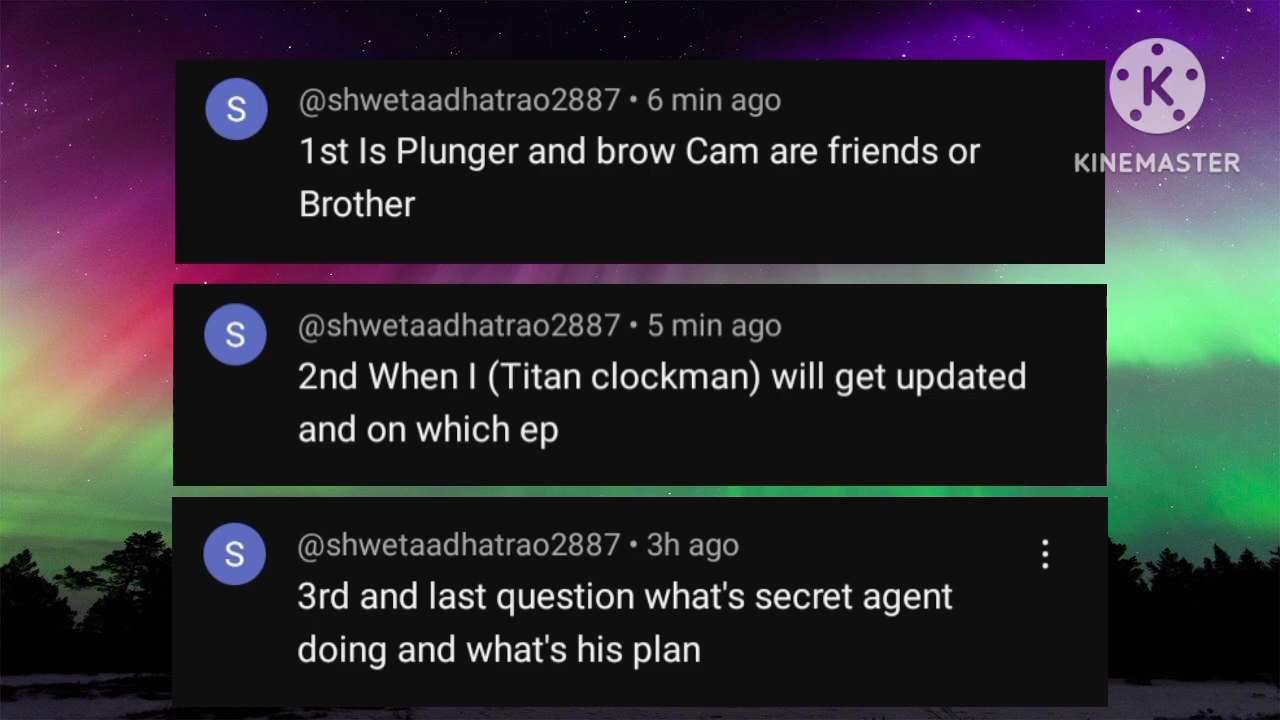 @shwetaadhatrao2887 • 6 min ago
1st Is Plunger and brow Cam are friends or
Brother
K
KINEMASTER
@shwetaadhatrao2887 • 5 min ago
2nd When I (Titan clockman) will get updated
and on which ep
@shwetaadhatrao2887 • 3h ago
3rd and last question what's secret agent
doing and what's his plan
S
S
S